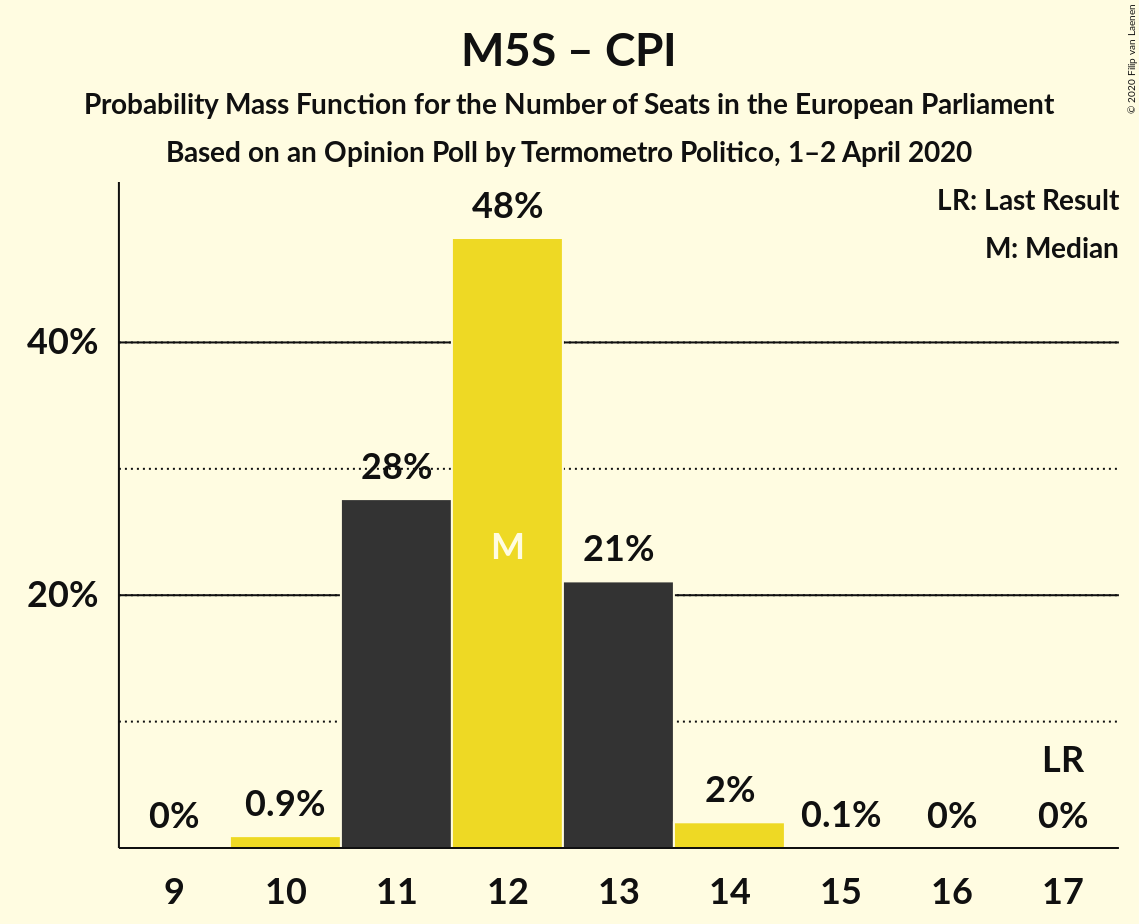 M5S – CPI
Probability Mass Function for the Number of Seats in the European Parliament
Based on an Opinion Poll by Termometro Politico, 1–2 April 2020
© 2020 Filip van Laenen
LR: Last Result
M: Median
48%
40%
28%
M
21%
20%
LR
0%
0.9%
2%
0.1%
0%
0%
9
10
11
12
13
14
15
16
17